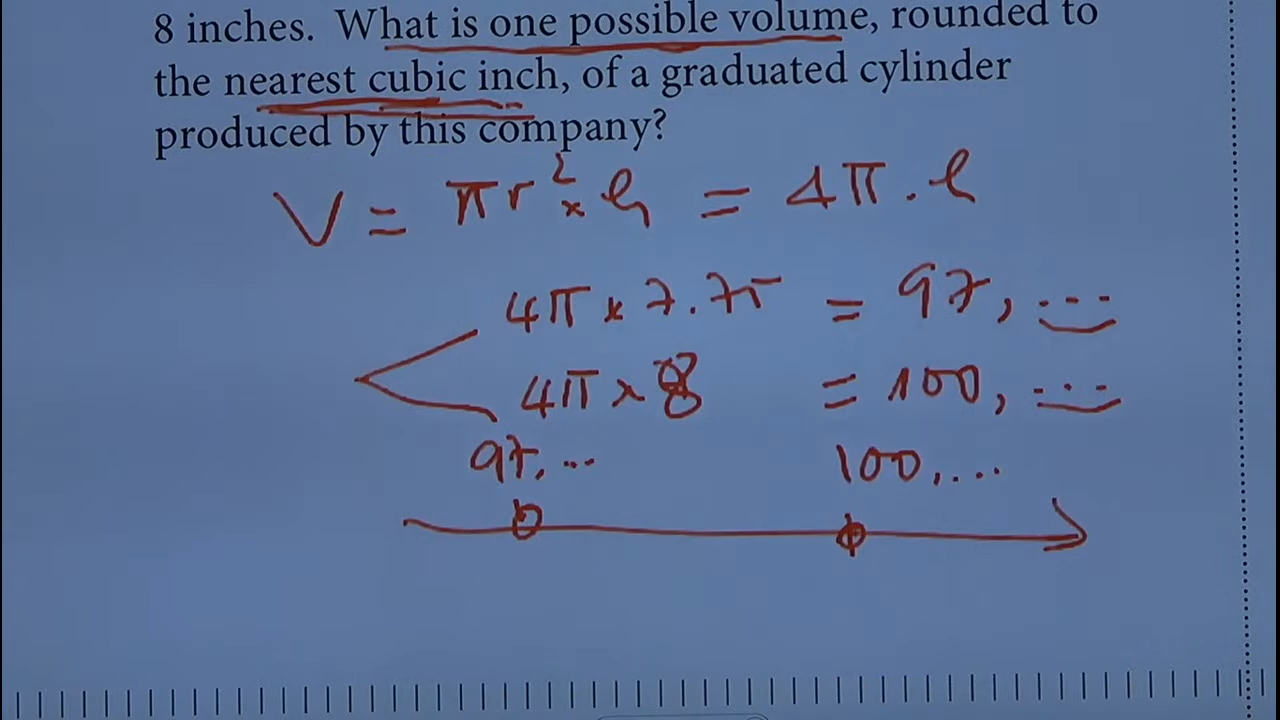 8 inches. What is one possible volume, rounded to
the nearest cubic inch, of a graduated cylinder
produced by this company?
V = πr² × h = 4π . h
4π × 7.75 = 97, ...
4π × 8 = 100, ...
97, ... 100, ...